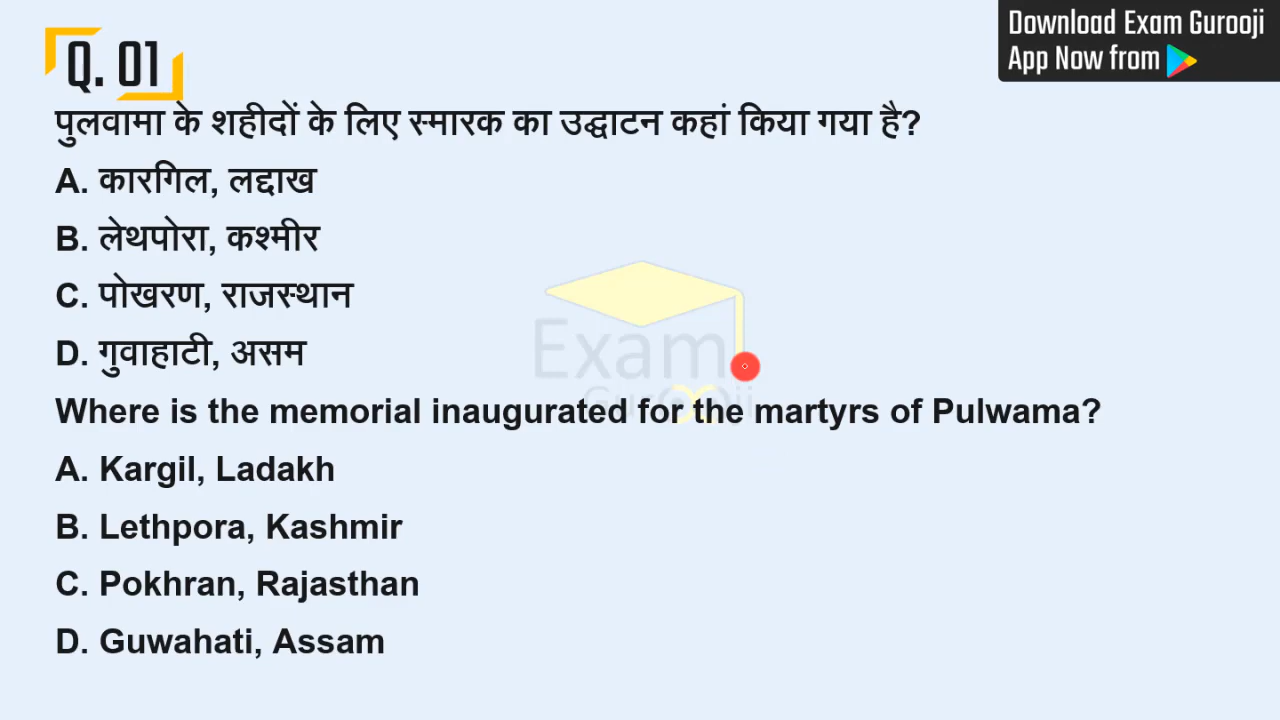 Download Exam Gurooji
App Now from
Q. 01
पुलवामा के शहीदों के लिए स्मारक का उद्घाटन कहां किया गया है?
A. कारगिल, लद्दाख
B. लेथपोरा, कश्मीर
C. पोखरण, राजस्थान
D. गुवाहाटी, असम
Exam
Gurooji
Where is the memorial inaugurated for the martyrs of Pulwama?
A. Kargil, Ladakh
B. Lethpora, Kashmir
C. Pokhran, Rajasthan
D. Guwahati, Assam